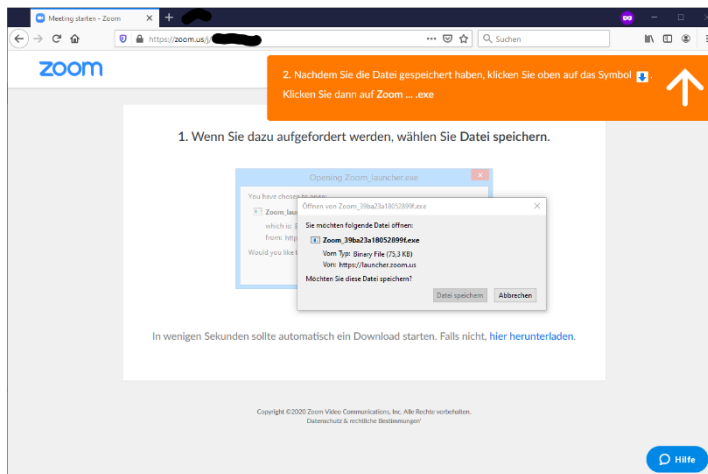 Meeting starten - Zoom
https://zoom.us/j/
Suchen
zoom
2. Nachdem Sie die Datei gespeichert haben, klicken Sie oben auf das Symbol .
Klicken Sie dann auf Zoom ... .exe
1. Wenn Sie dazu aufgefordert werden, wählen Sie Datei speichern.
Opening Zoom_launcher.exe
You have chosen to open:
Zoom_lau
which is:
from: http
Would you like t
Öffnen von Zoom_39ba23a18052899f.exe
Sie möchten folgende Datei öffnen:
Zoom_39ba23a18052899f.exe
Vom Typ: Binary File (75,3 KB)
Von: https://launcher.zoom.us
Möchten Sie diese Datei speichern?
Datei speichern
Abbrechen
In wenigen Sekunden sollte automatisch ein Download starten. Falls nicht, hier herunterladen.
Copyright ©2020 Zoom Video Communications, Inc. Alle Rechte vorbehalten.
Datenschutz & rechtliche Bestimmungen'
Hilfe